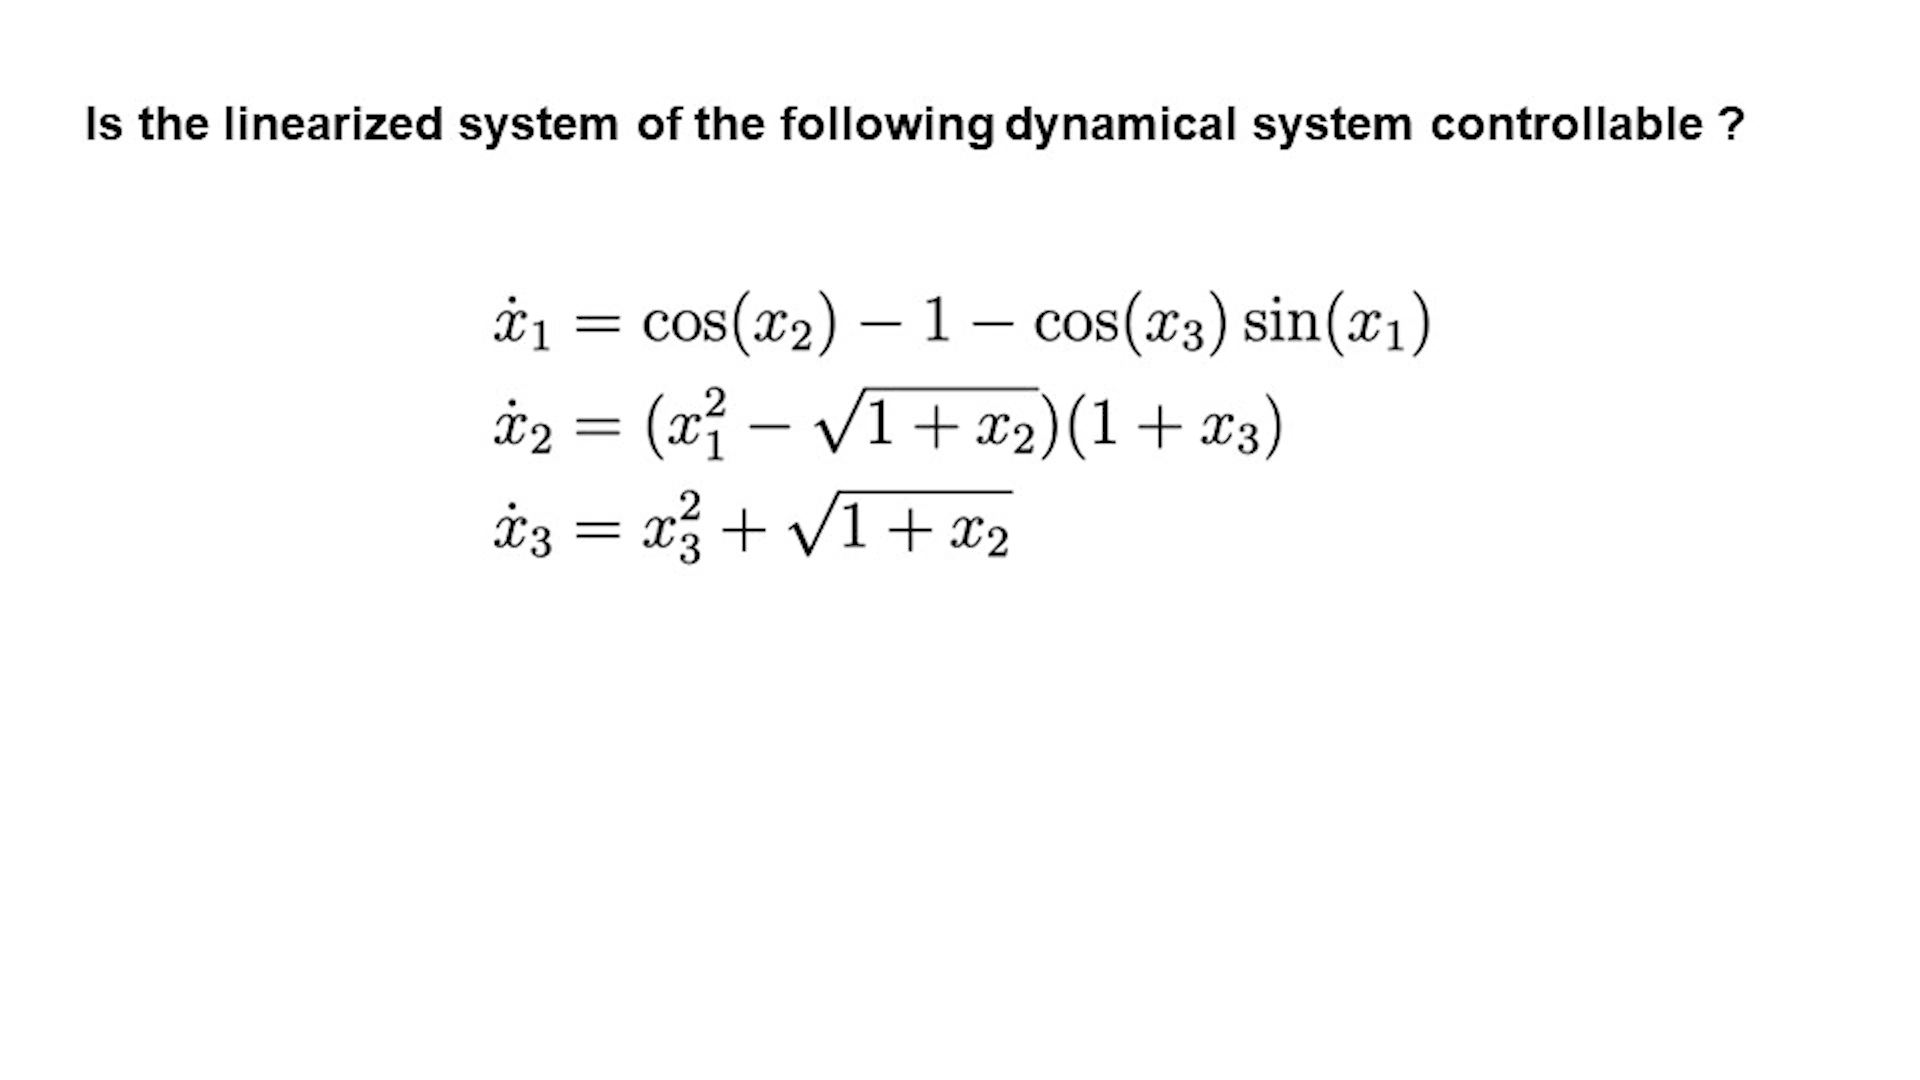 Is the linearized system of the following dynamical system controllable ?
ẋ₁ = cos(x₂) − 1 − cos(x₃) sin(x₁)
ẋ₂ = (x₁² − √(1 + x₂))(1 + x₃)
ẋ₃ = x₃² + √(1 + x₂)